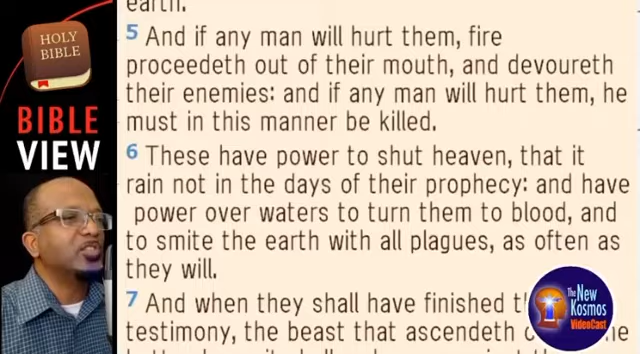 earth.
5 And if any man will hurt them, fire
proceedeth out of their mouth, and devoureth
their enemies: and if any man will hurt them, he
must in this manner be killed.
6 These have power to shut heaven, that it
rain not in the days of their prophecy: and have
power over waters to turn them to blood, and
to smite the earth with all plagues, as often as
they will.
7 And when they shall have finished
testimony, the beast that ascendeth
HOLY
BIBLE
BIBLE
VIEW
The New
Kosmos
VideoCast